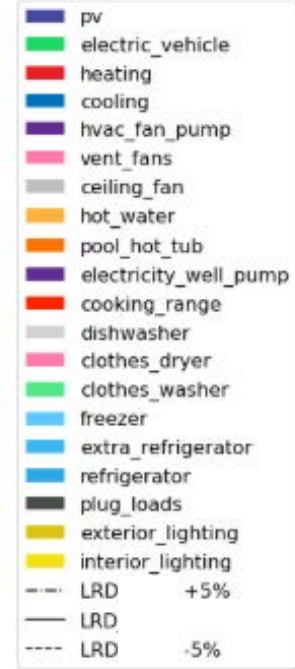 pv
electric_vehicle
heating
cooling
hvac_fan_pump
vent_fans
ceiling_fan
hot_water
pool_hot_tub
electricity_well_pump
cooking_range
dishwasher
clothes_dryer
clothes_washer
freezer
extra_refrigerator
refrigerator
plug_loads
exterior_lighting
interior_lighting
LRD +5%
LRD
LRD -5%